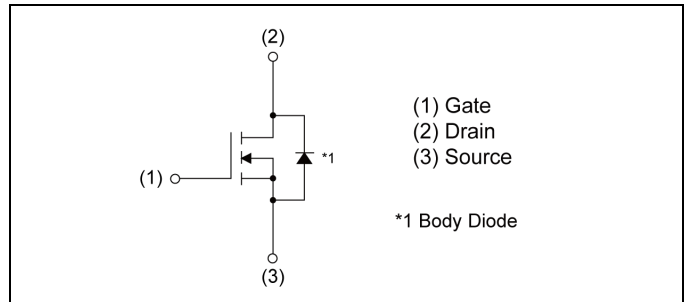 (2)
(1) Gate
(2) Drain
(3) Source
*1
(1)
*1 Body Diode
(3)